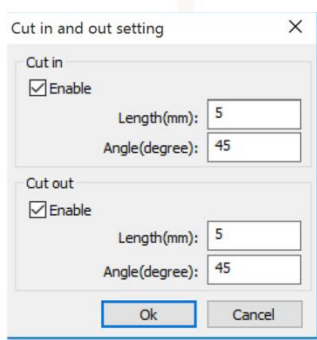 Cut in and out setting
Cut in
Enable
Length(mm): 5
Angle(degree): 45
Cut out
Enable
Length(mm): 5
Angle(degree): 45
Ok Cancel